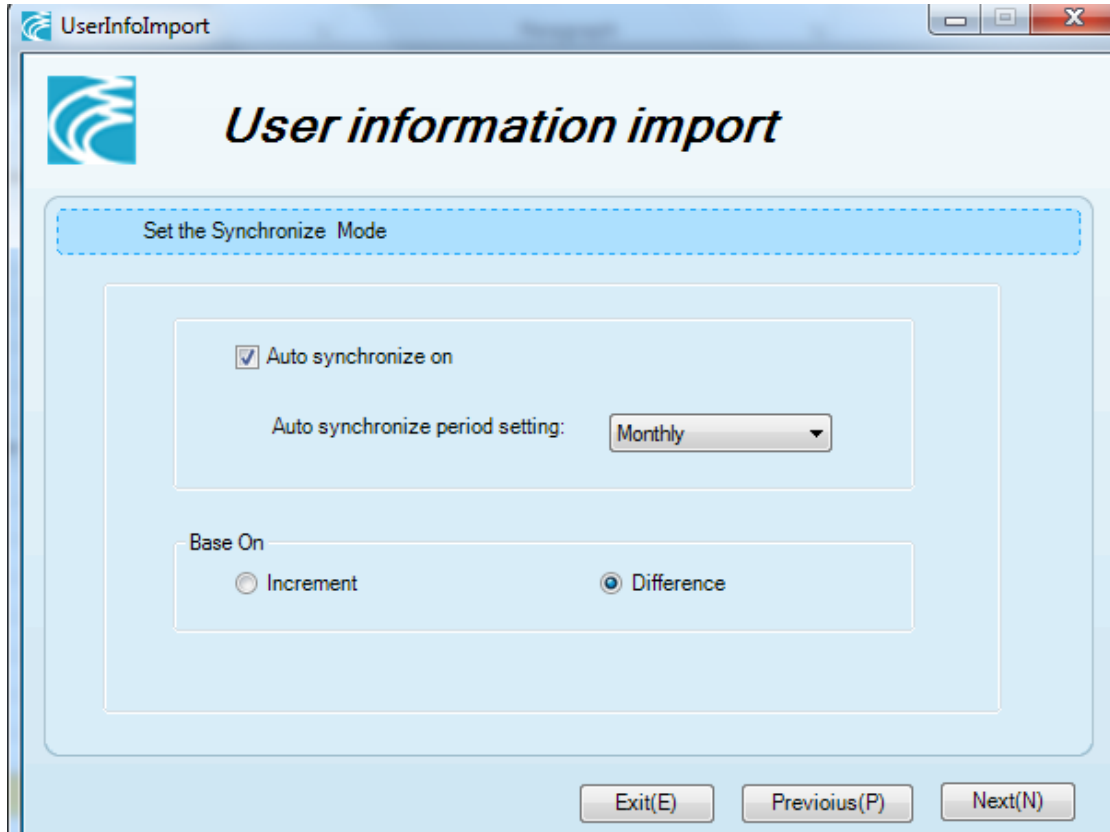 UserInfoImport
User information import
Set the Synchronize Mode
Auto synchronize on
Auto synchronize period setting: Monthly
Base On
Increment Difference
Exit(E) Previoius(P) Next(N)